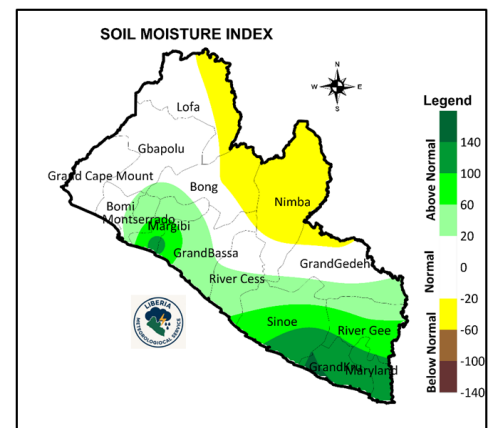 SOIL MOISTURE INDEX
N
W E
S
Legend
Above Normal
Normal
Below Normal
140
100
60
20
0
-20
-60
-100
-140
Lofa
Gbapolu
Grand Cape Mount
Bong
Bomi
Nimba
Montserrado
Margibi
GrandBassa
GrandGedeh
River Cess
Sinoe
River Gee
GrandKru
Maryland
LIBERIA
METEOROLOGIOCAL SERVICE